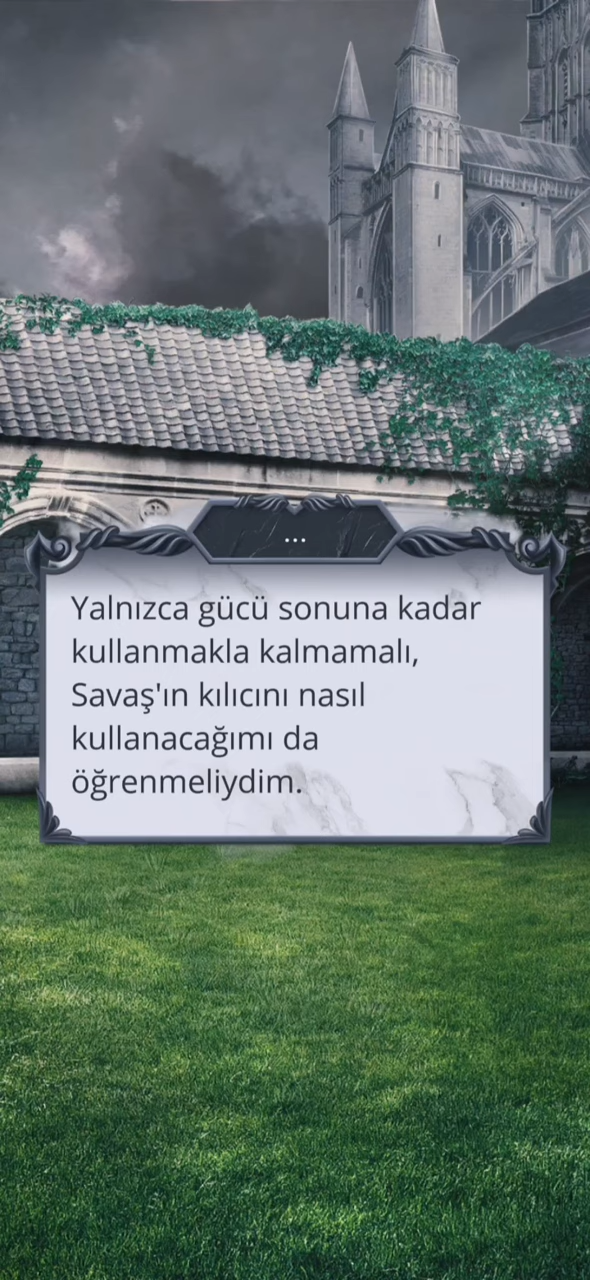 ...
Yalnızca gücü sonuna kadar
kullanmakla kalmamalı,
Savaş'ın kılıcını nasıl
kullanacağımı da
öğrenmeliydim.